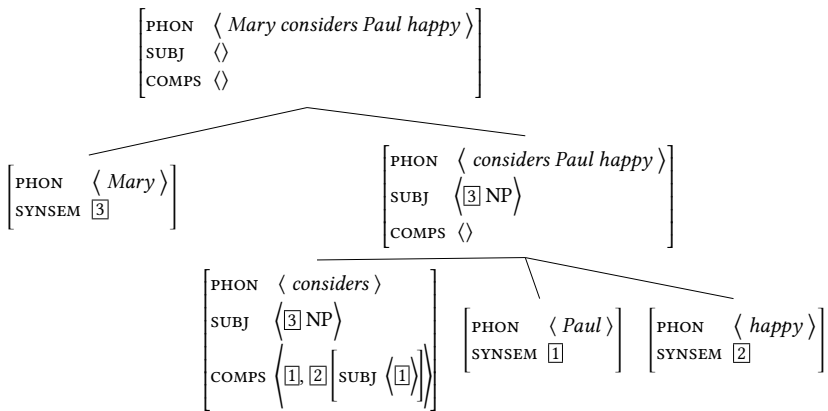 PHON ⟨ Mary considers Paul happy ⟩
SUBJ ⟨⟩
COMPS ⟨⟩
PHON ⟨ Mary ⟩
SYNSEM 3
PHON ⟨ considers Paul happy ⟩
SUBJ ⟨ 3 NP ⟩
COMPS ⟨⟩
PHON ⟨ considers ⟩
SUBJ ⟨ 3 NP ⟩
COMPS ⟨ 1, 2 [ SUBJ ⟨ 1 ⟩ ] ⟩
PHON ⟨ Paul ⟩
SYNSEM 1
PHON ⟨ happy ⟩
SYNSEM 2